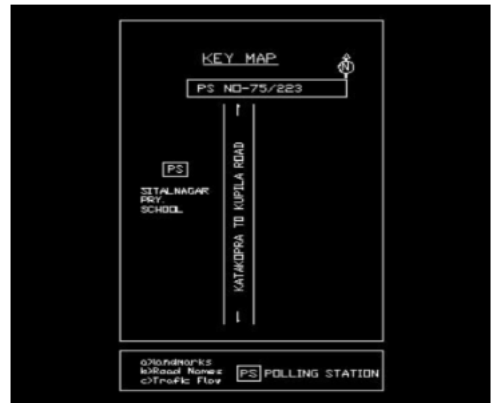 KEY MAP
N
PS NO-75/223
PS
SITALNAGAR
PRY.
SCHOOL
KATAKOPRA TO KUPILA ROAD
a)landmarks
b)Road Names
c)Trafic Flow
PS POLLING STATION